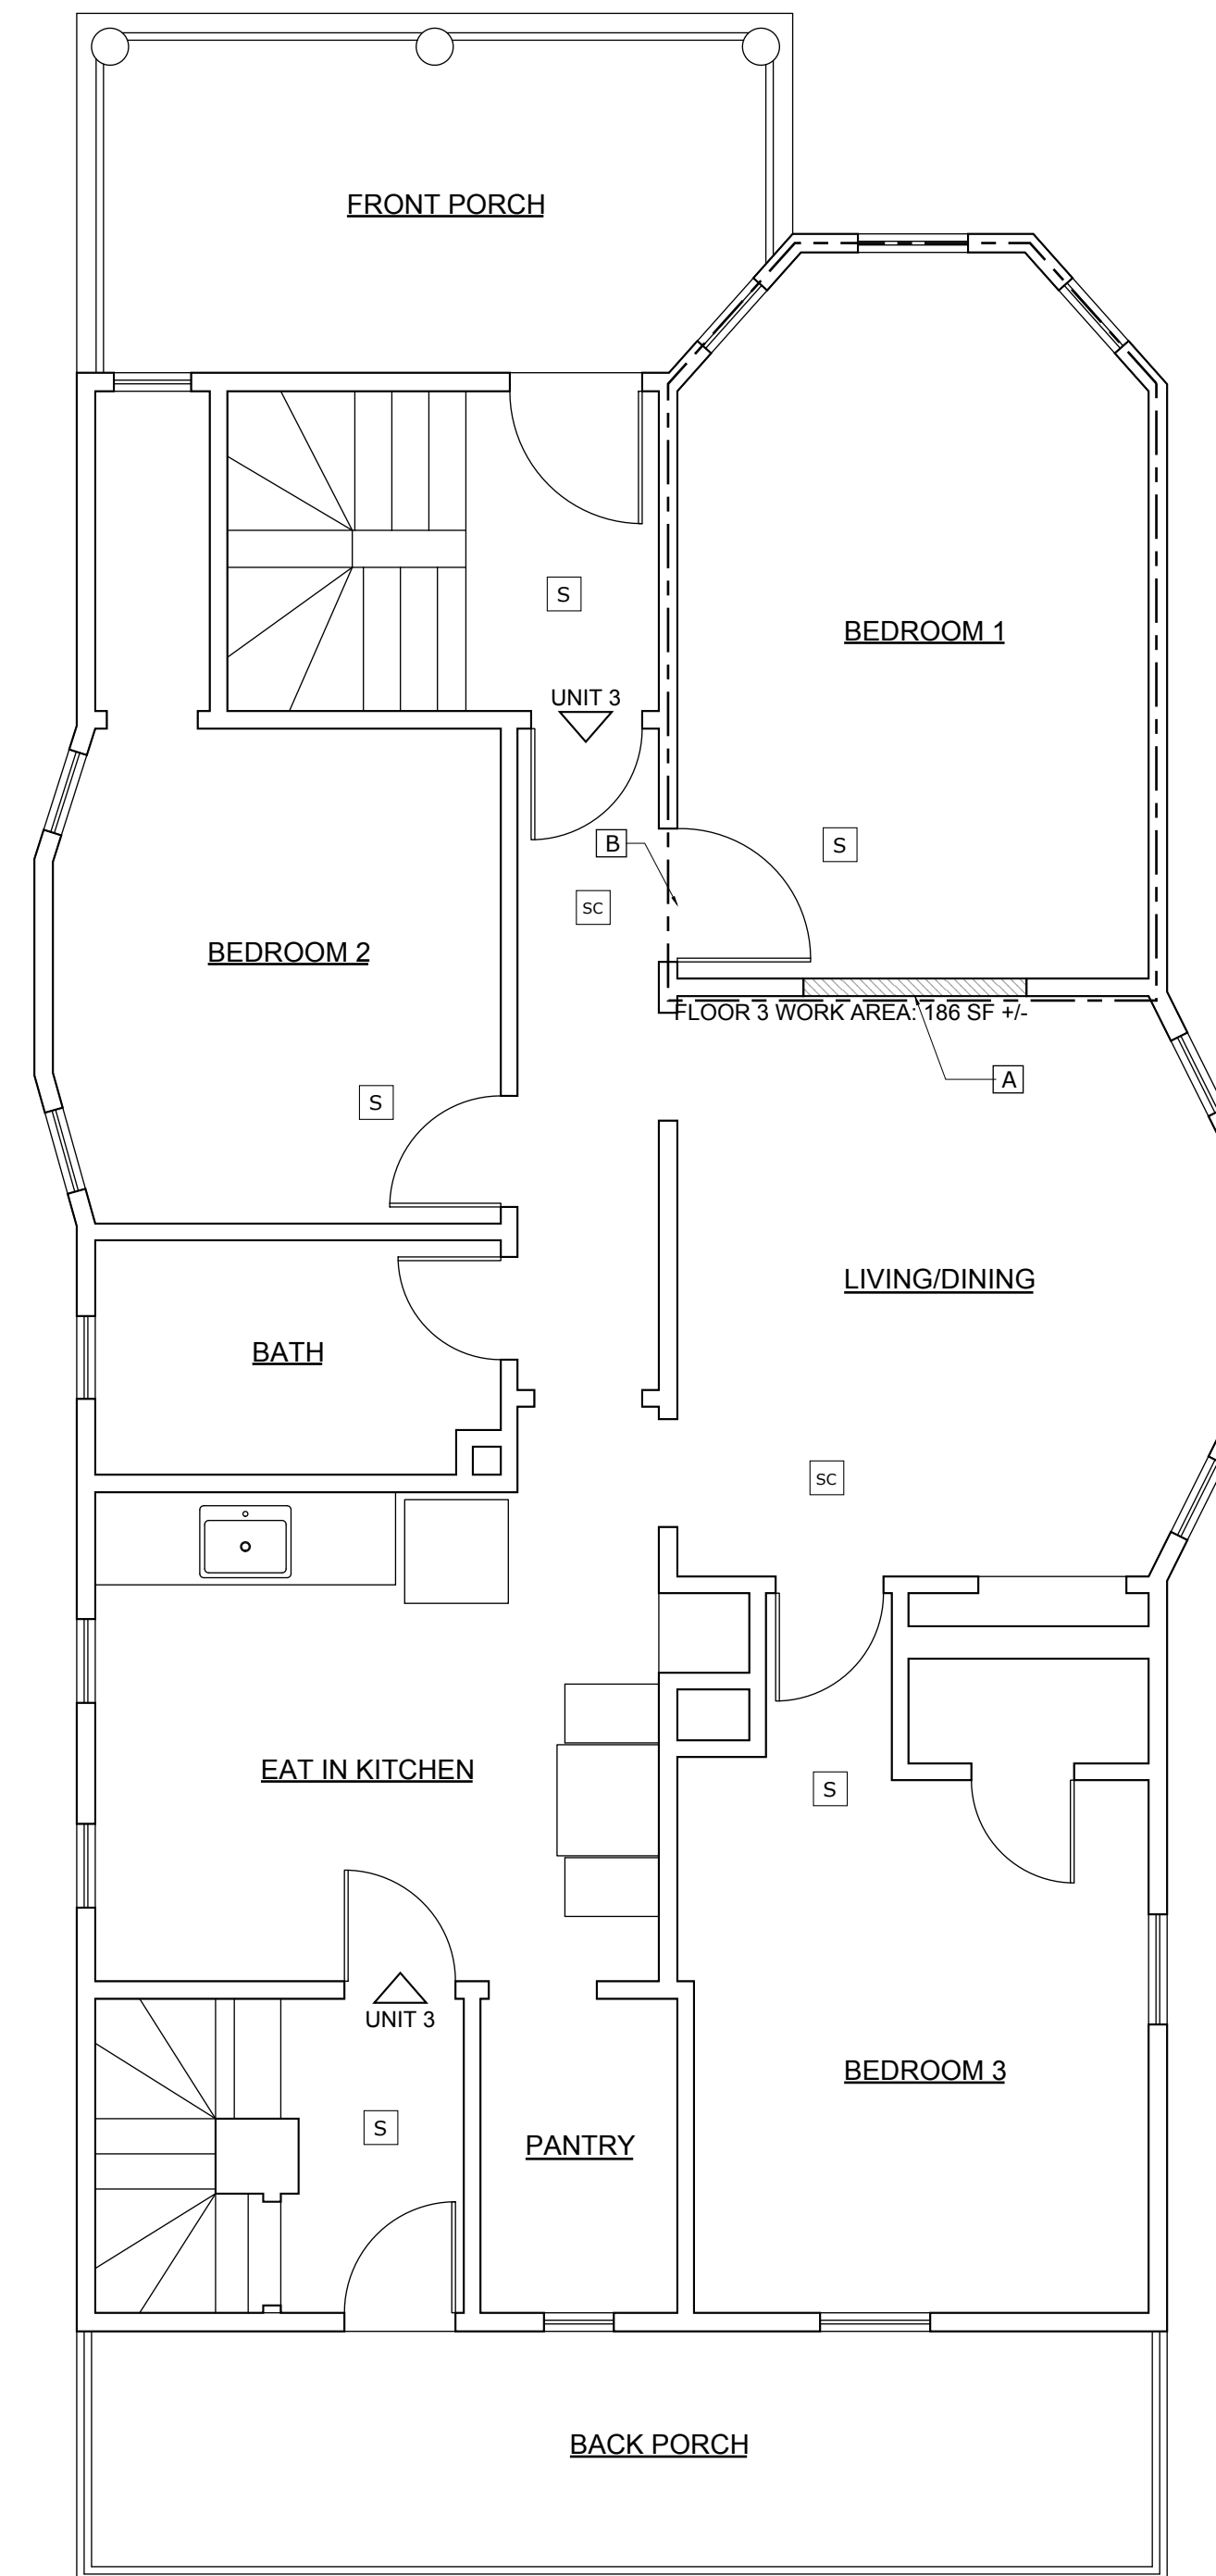 FRONT PORCH
S
BEDROOM 1
UNIT 3
B
S
SC
BEDROOM 2
FLOOR 3 WORK AREA: 186 SF +/-
A
S
LIVING/DINING
BATH
SC
EAT IN KITCHEN
S
UNIT 3
BEDROOM 3
S
PANTRY
BACK PORCH